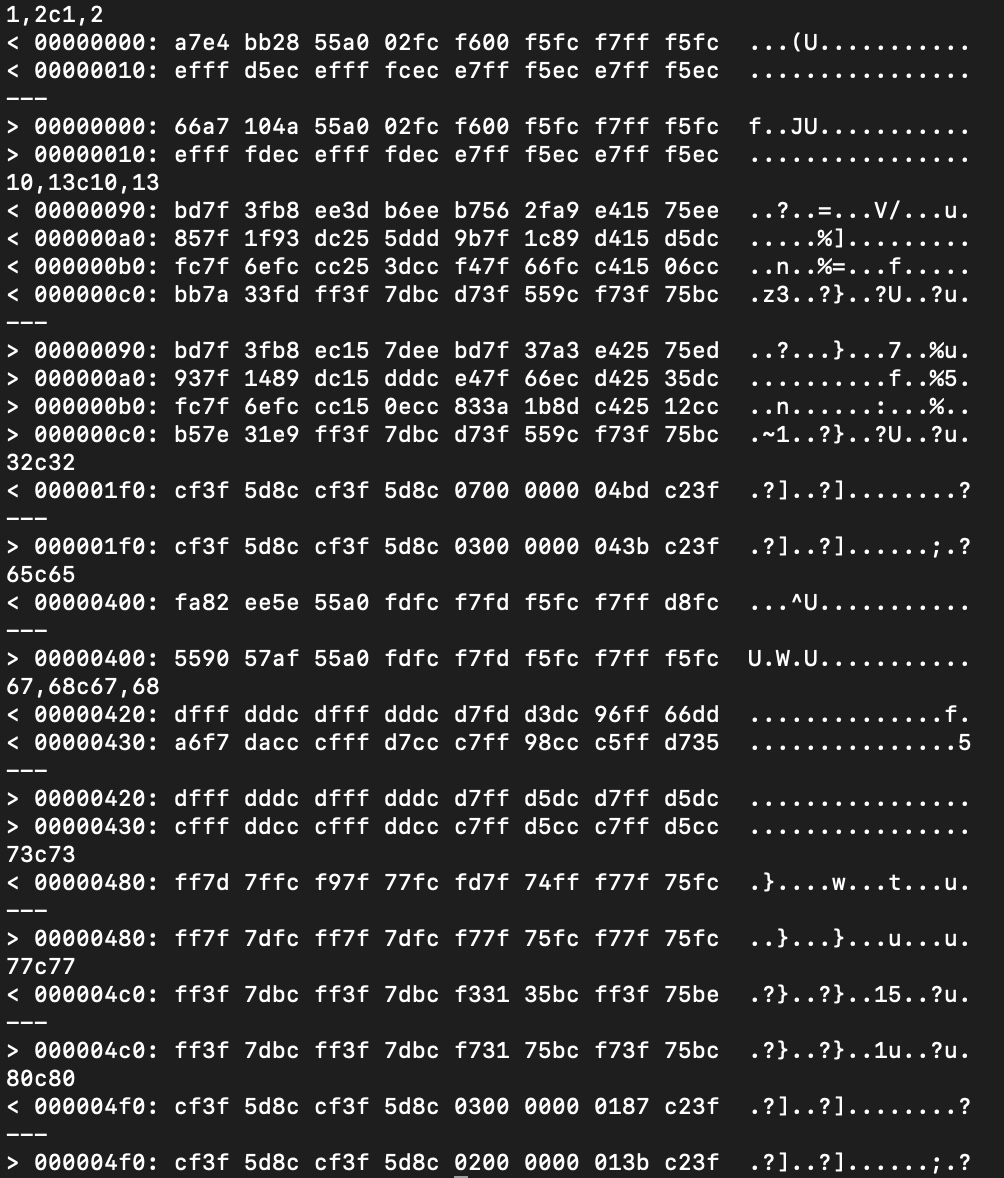 1,2c1,2
< 00000000: a7e4 bb28 55a0 02fc f600 f5fc f7ff f5fc  ...(U...........
< 00000010: efff d5ec efff fcec e7ff f5ec e7ff f5ec  ................
---
> 00000000: 66a7 104a 55a0 02fc f600 f5fc f7ff f5fc  f..JU...........
> 00000010: efff fdec efff fdec e7ff f5ec e7ff f5ec  ................
10,13c10,13
< 00000090: bd7f 3fb8 ee3d b6ee b756 2fa9 e415 75ee  ..?..=...V/...u.
< 000000a0: 857f 1f93 dc25 5ddd 9b7f 1c89 d415 d5dc  .....%].........
< 000000b0: fc7f 6efc cc25 3dcc f47f 66fc c415 06cc  ..n..%=...f.....
< 000000c0: bb7a 33fd ff3f 7dbc d73f 559c f73f 75bc  .z3..?}..?U..?u.
---
> 00000090: bd7f 3fb8 ec15 7dee bd7f 37a3 e425 75ed  ..?...}...7..%u.
> 000000a0: 937f 1489 dc15 dddc e47f 66ec d425 35dc  ..........f..%5.
> 000000b0: fc7f 6efc cc15 0ecc 833a 1b8d c425 12cc  ..n......:...%..
> 000000c0: b57e 31e9 ff3f 7dbc d73f 559c f73f 75bc  .~1..?}..?U..?u.
32c32
< 000001f0: cf3f 5d8c cf3f 5d8c 0700 0000 04bd c23f  .?]..?]........?
---
> 000001f0: cf3f 5d8c cf3f 5d8c 0300 0000 043b c23f  .?]..?]......;.?
65c65
< 00000400: fa82 ee5e 55a0 fdfc f7fd f5fc f7ff d8fc  ...^U...........
---
> 00000400: 5590 57af 55a0 fdfc f7fd f5fc f7ff f5fc  U.W.U...........
67,68c67,68
< 00000420: dfff dddc dfff dddc d7fd d3dc 96ff 66dd  ..............f.
< 00000430: a6f7 dacc cfff d7cc c7ff 98cc c5ff d735  ...............5
---
> 00000420: dfff dddc dfff dddc d7ff d5dc d7ff d5dc  ................
> 00000430: cfff ddcc cfff ddcc c7ff d5cc c7ff d5cc  ................
73c73
< 00000480: ff7d 7ffc f97f 77fc fd7f 74ff f77f 75fc  .}....w...t...u.
---
> 00000480: ff7f 7dfc ff7f 7dfc f77f 75fc f77f 75fc  ..}...}...u...u.
77c77
< 000004c0: ff3f 7dbc ff3f 7dbc f331 35bc ff3f 75be  .?}..?}..15..?u.
---
> 000004c0: ff3f 7dbc ff3f 7dbc f731 75bc f73f 75bc  .?}..?}..1u..?u.
80c80
< 000004f0: cf3f 5d8c cf3f 5d8c 0300 0000 0187 c23f  .?]..?]........?
---
> 000004f0: cf3f 5d8c cf3f 5d8c 0200 0000 013b c23f  .?]..?]......;.?